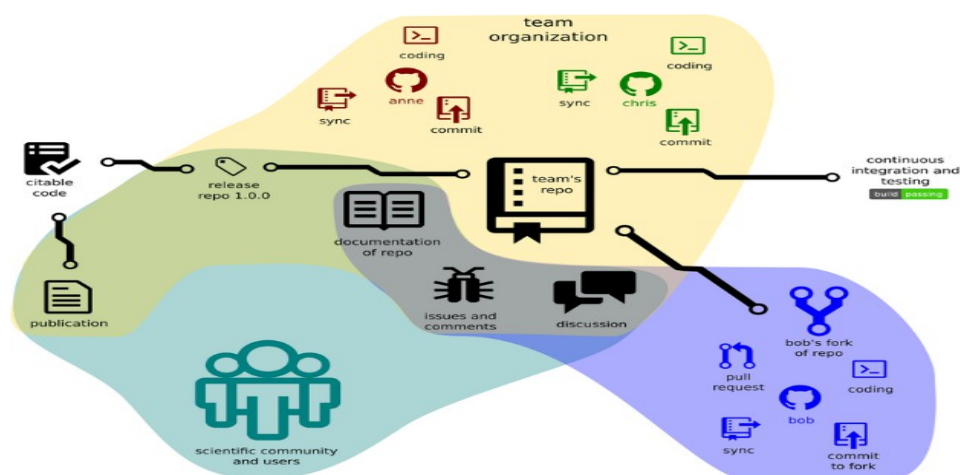 team
organization
coding
coding
anne
sync
commit
sync
chris
commit
citable
code
release
repo 1.0.0
team's
repo
continuous
integration and
testing
build passing
documentation
of repo
publication
issues and
comments
discussion
bob's fork
of repo
pull
request
coding
bob
sync
commit
to fork
scientific community
and users